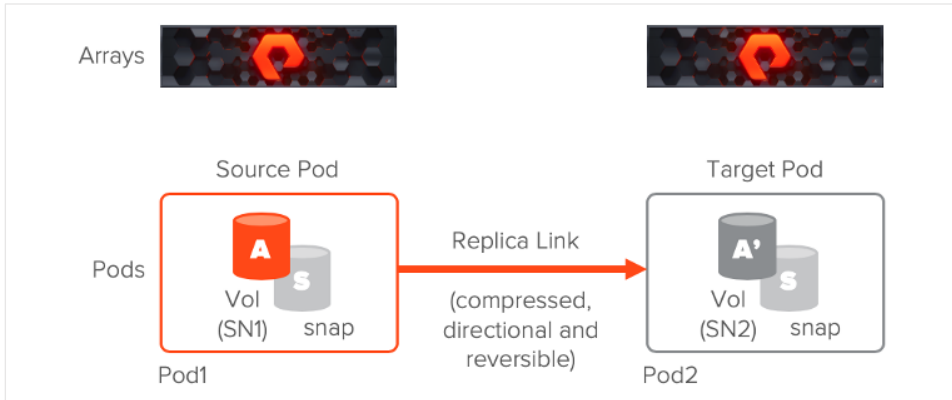 Arrays
Source Pod
Target Pod
Pods
A
S
Vol
(SN1)
snap
Pod1
Replica Link
(compressed,
directional and
reversible)
A’
S
Vol
(SN2)
snap
Pod2